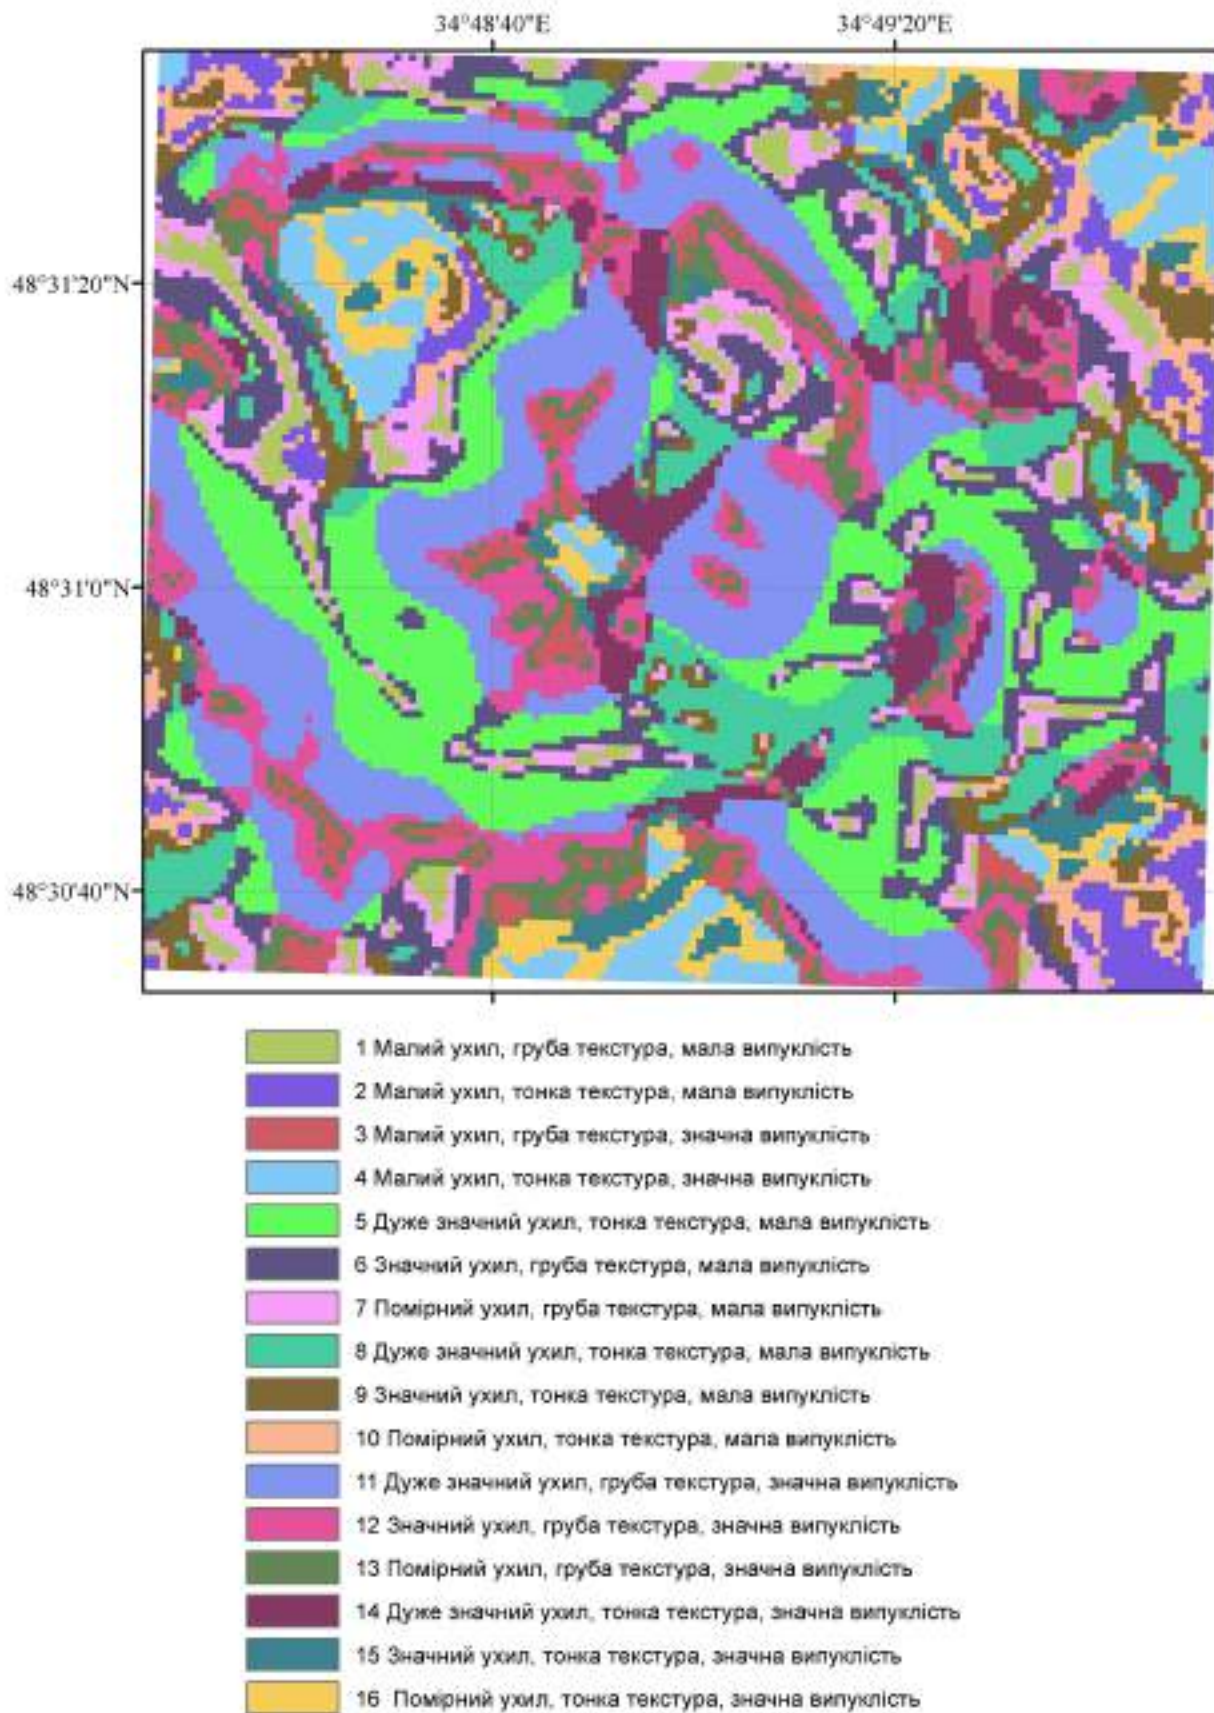 34°48'40"E 34°49'20"E
48°31'20"N
48°31'0"N
48°30'40"N
1 Малий ухил, груба текстура, мала випуклість
2 Малий ухил, тонка текстура, мала випуклість
3 Малий ухил, груба текстура, значна випуклість
4 Малий ухил, тонка текстура, значна випуклість
5 Дуже значний ухил, тонка текстура, мала випуклість
6 Значний ухил, груба текстура, мала випуклість
7 Помірний ухил, груба текстура, мала випуклість
8 Дуже значний ухил, тонка текстура, мала випуклість
9 Значний ухил, тонка текстура, мала випуклість
10 Помірний ухил, тонка текстура, мала випуклість
11 Дуже значний ухил, груба текстура, значна випуклість
12 Значний ухил, груба текстура, значна випуклість
13 Помірний ухил, груба текстура, значна випуклість
14 Дуже значний ухил, тонка текстура, значна випуклість
15 Значний ухил, тонка текстура, значна випуклість
16 Помірний ухил, тонка текстура, значна випуклість